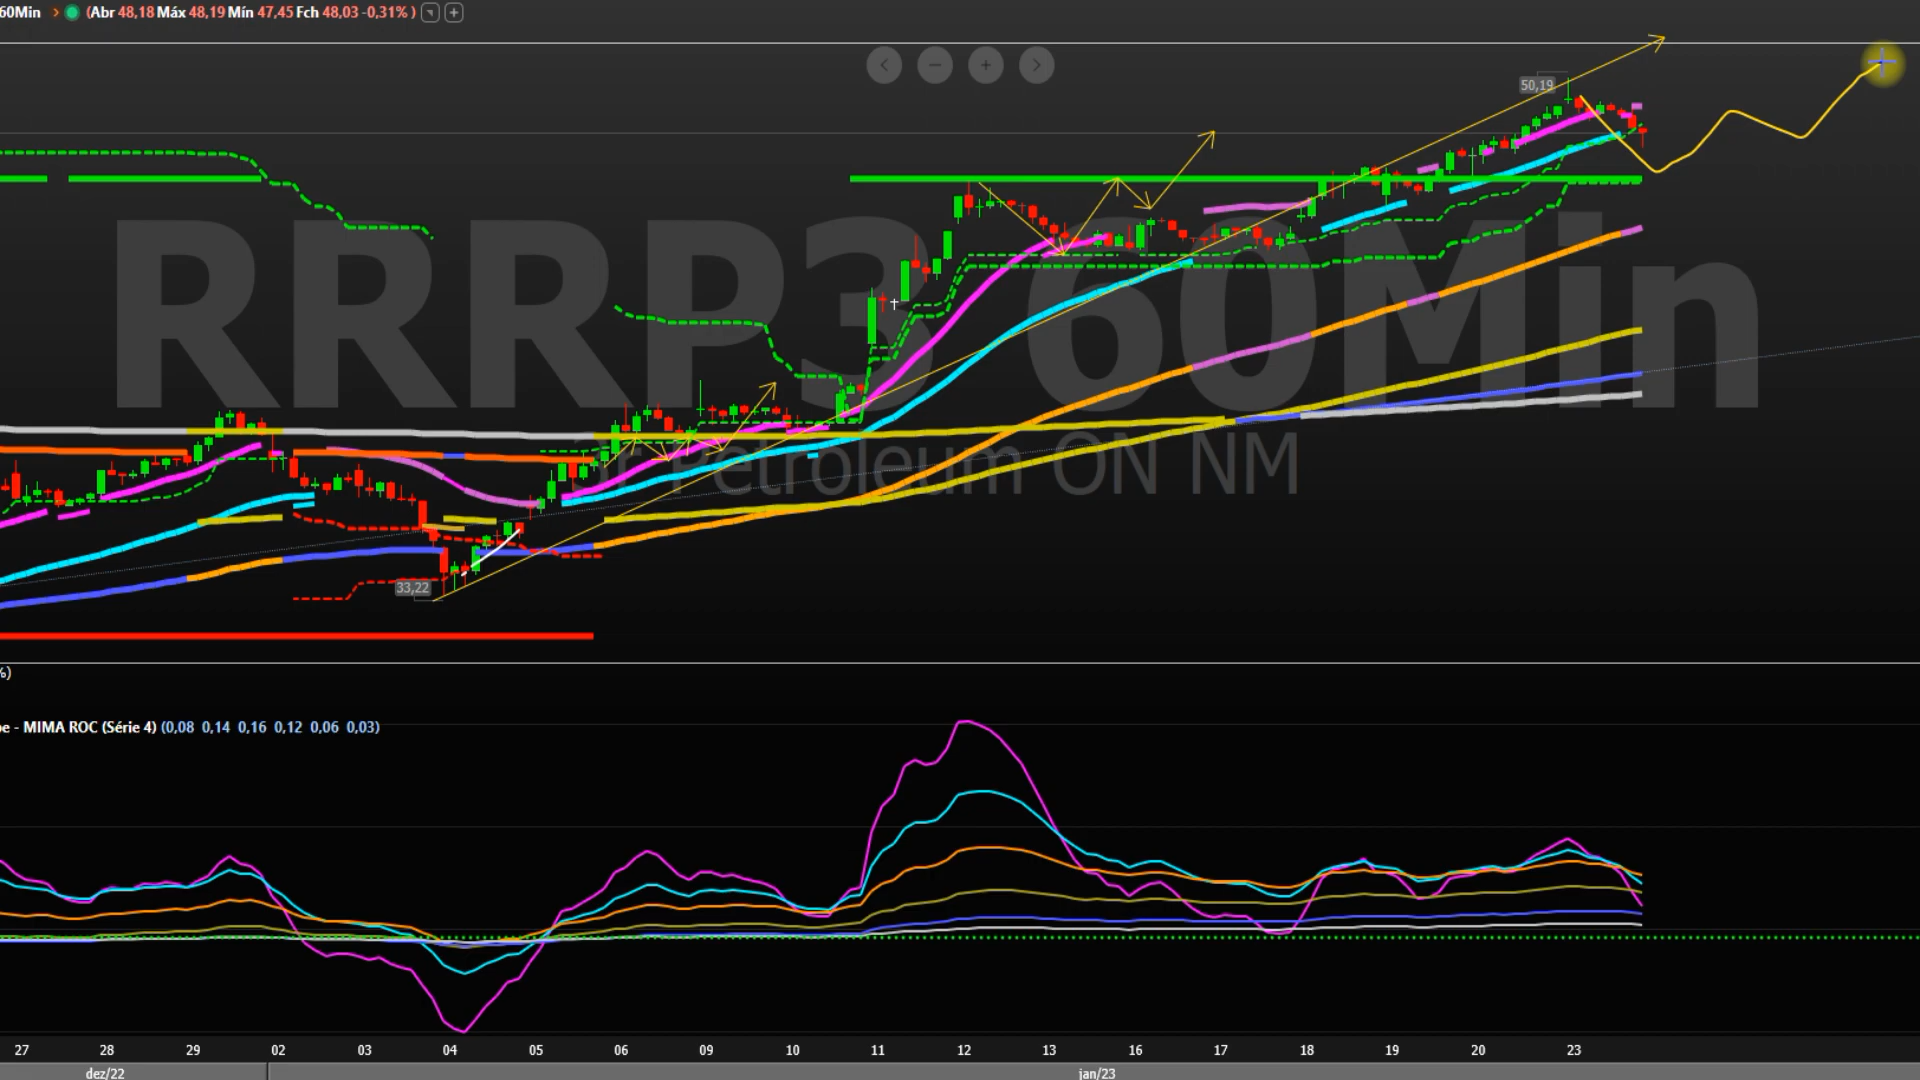 60Min (Abr 48,18 Máx 48,19 Mín 47,45 Fch 48,03 -0,31% )
50,19
RRRP3 60Min
3r Petroleum ON NM
33,22
%)
pe - MIMA ROC (Série 4) (0,08 0,14 0,16 0,12 0,06 0,03)
27 28 29 02 03 04 05 06 09 10 11 12 13 16 17 18 19 20 23
dez/22 jan/23